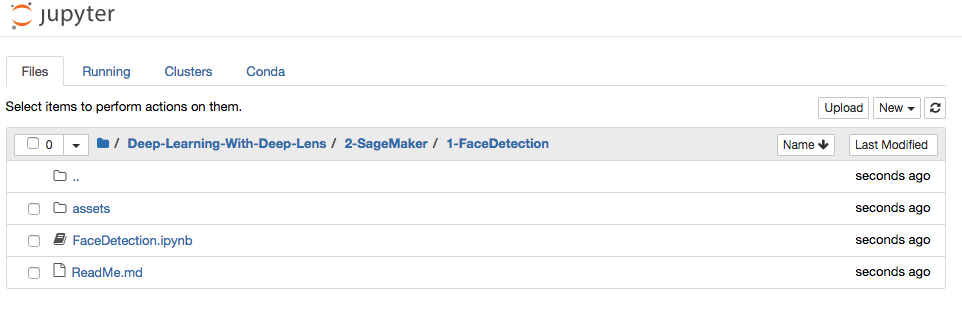 jupyter
Files Running Clusters Conda
Select items to perform actions on them.
Upload New
0 / Deep-Learning-With-Deep-Lens / 2-SageMaker / 1-FaceDetection Name Last Modified
.. seconds ago
assets seconds ago
FaceDetection.ipynb seconds ago
ReadMe.md seconds ago